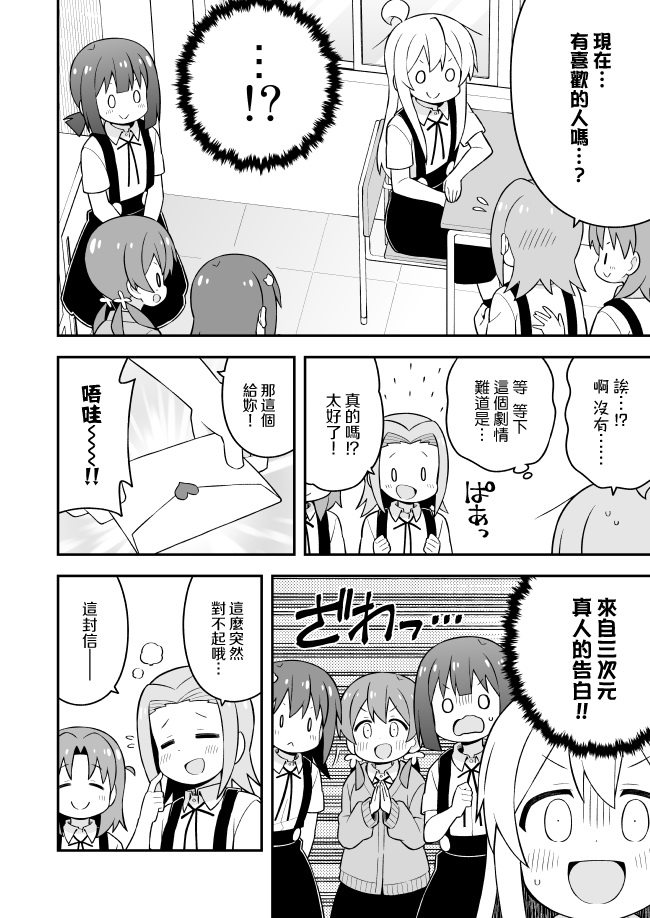 現在⋯
有喜歡的人嗎⋯?
⋯!?
誒⋯!?
啊 沒有⋯⋯
等 等下
這個劇情
難道是⋯
ぱあっ
真的嗎!?
太好了!
那這個
給妳!
唔哇～～!!
來自三次元
真人的告白!!
ざわっ⋯
這麼突然
對不起哦⋯
這封信——